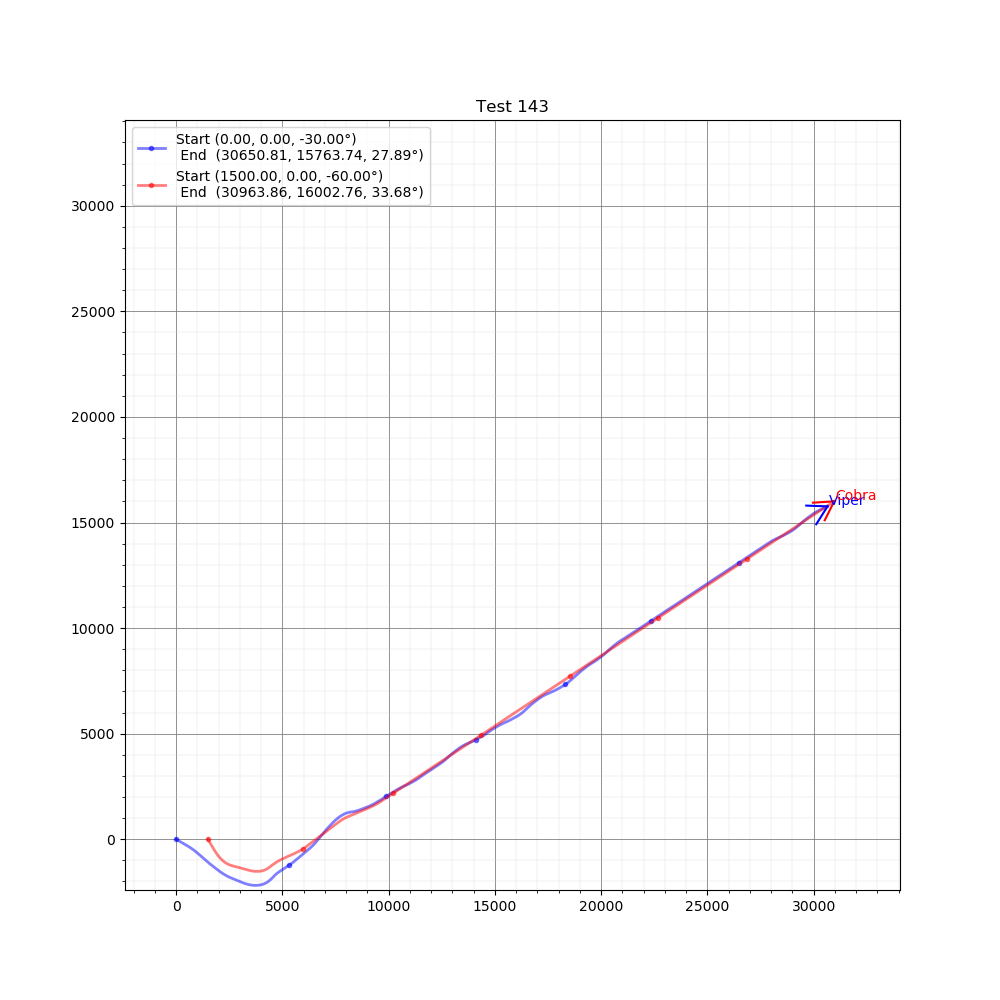 Test 143
Start (0.00, 0.00, -30.00°)
End  (30650.81, 15763.74, 27.89°)
Start (1500.00, 0.00, -60.00°)
End  (30963.86, 16002.76, 33.68°)
30000
25000
20000
15000
10000
5000
0
Cobra
Viper
0
5000
10000
15000
20000
25000
30000